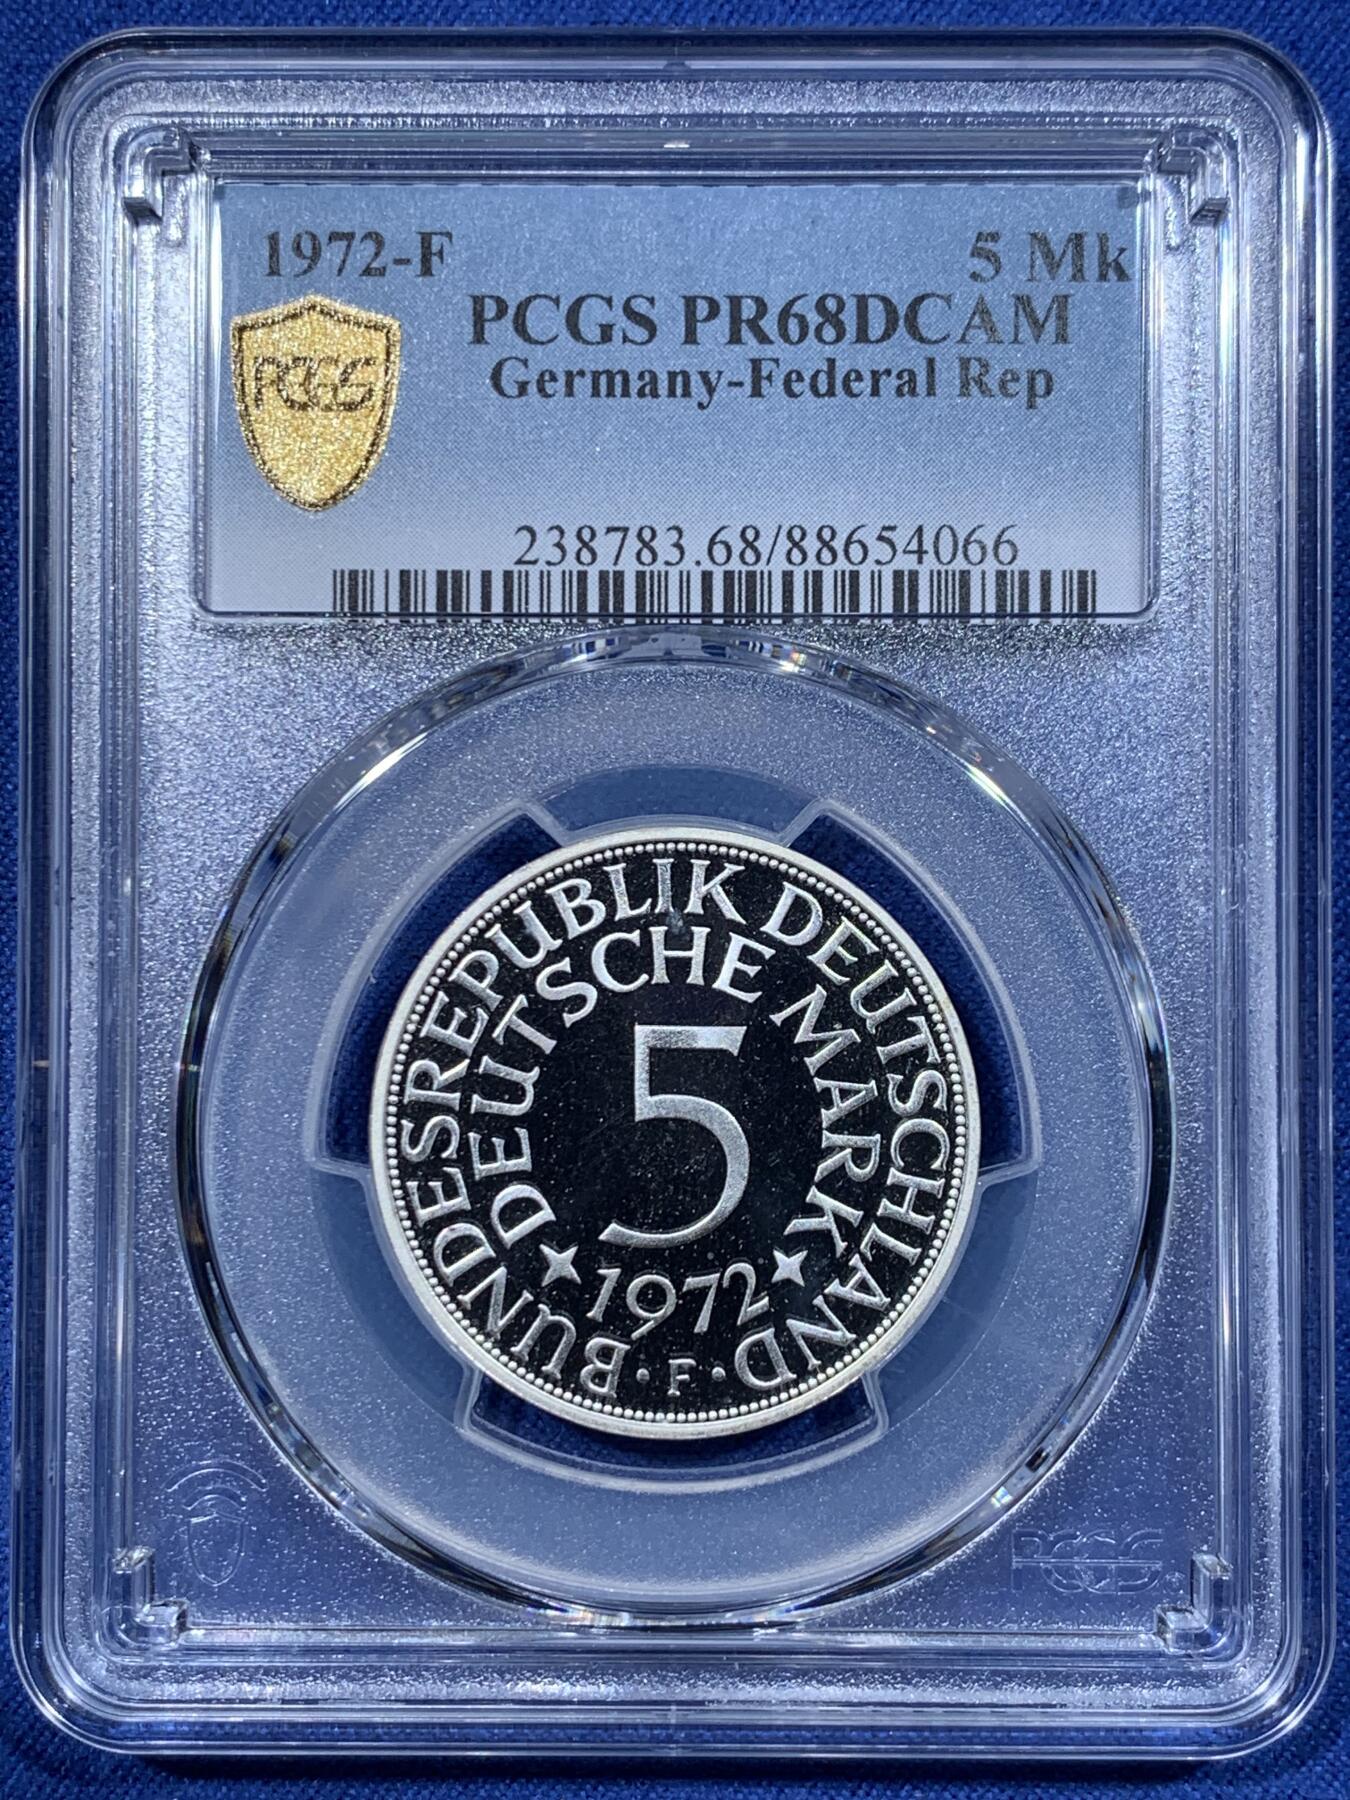 1972-F 5 Mk
PCGS PR68DCAM
Germany-Federal Rep
PCGS
238783.68/88654066
BUNDESREPUBLIK DEUTSCHLAND
DEUTSCHE MARK
5
1972
· F ·
PCGS